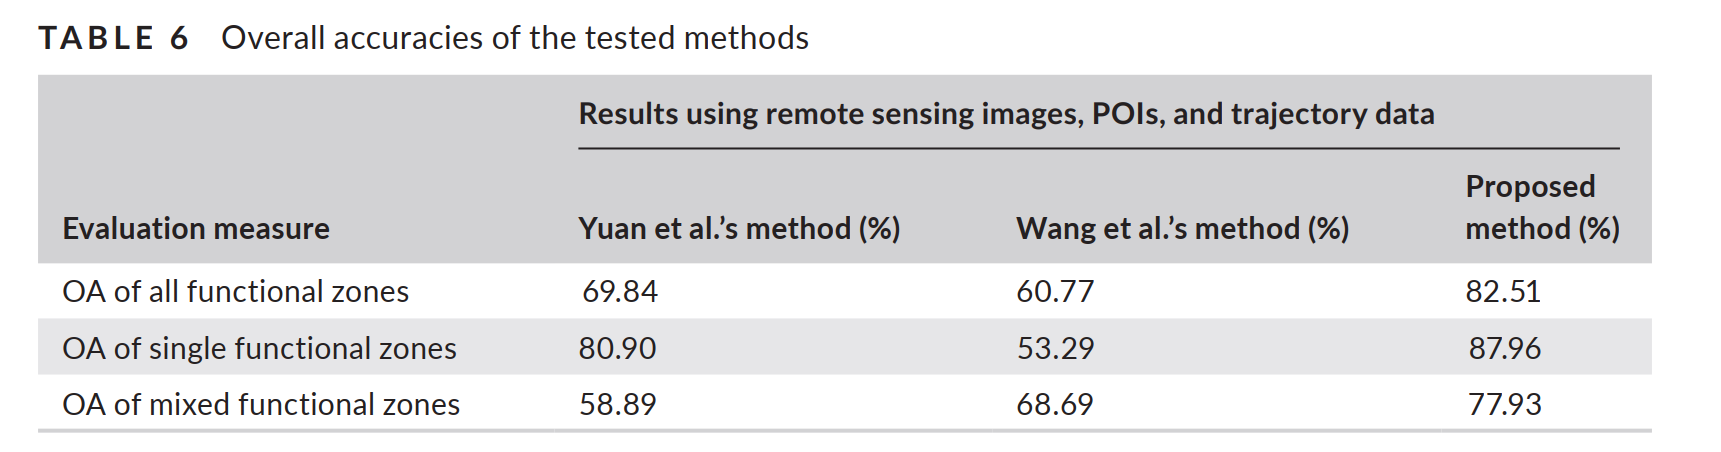 TABLE 6 Overall accuracies of the tested methods
Results using remote sensing images, POIs, and trajectory data
Evaluation measure Yuan et al.’s method (%) Wang et al.’s method (%) Proposed method (%)
OA of all functional zones 69.84 60.77 82.51
OA of single functional zones 80.90 53.29 87.96
OA of mixed functional zones 58.89 68.69 77.93